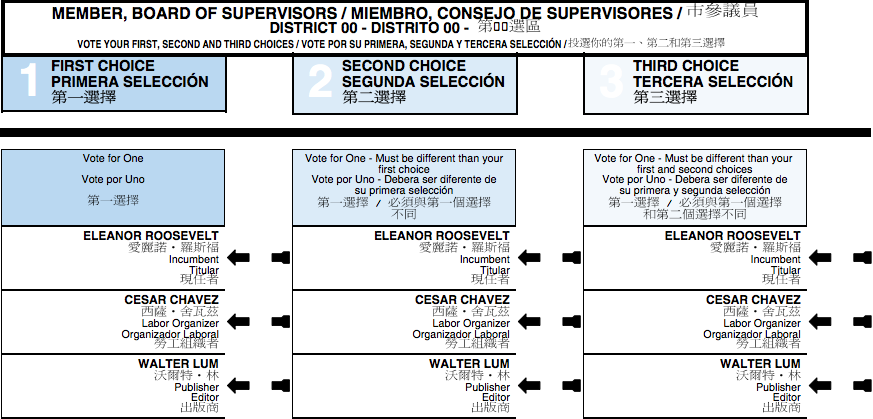 MEMBER, BOARD OF SUPERVISORS / MIEMBRO, CONSEJO DE SUPERVISORES / 市參議員
DISTRICT 00 - DISTRITO 00 - 第▯▯選區
VOTE YOUR FIRST, SECOND AND THIRD CHOICES / VOTE POR SU PRIMERA, SEGUNDA Y TERCERA SELECCIÓN / 投選你的第一、第二和第三選擇
1
FIRST CHOICE
PRIMERA SELECCIÓN
第一選擇
2
SECOND CHOICE
SEGUNDA SELECCIÓN
第二選擇
3
THIRD CHOICE
TERCERA SELECCIÓN
第三選擇
Vote for One
Vote por Uno
第一選擇
ELEANOR ROOSEVELT
愛麗諾・羅斯福
Incumbent
Titular
現任者
CESAR CHAVEZ
西薩・舍瓦茲
Labor Organizer
Organizador Laboral
勞工組織者
WALTER LUM
沃爾特・林
Publisher
Editor
出版商
Vote for One - Must be different than your
first choice
Vote por Uno - Debera ser diferente de
su primera selección
第一選擇 / 必須與第一個選擇
不同
ELEANOR ROOSEVELT
愛麗諾・羅斯福
Incumbent
Titular
現任者
CESAR CHAVEZ
西薩・舍瓦茲
Labor Organizer
Organizador Laboral
勞工組織者
WALTER LUM
沃爾特・林
Publisher
Editor
出版商
Vote for One - Must be different than your
first and second choices
Vote por Uno - Debera ser diferente de
su primera y segunda selección
第一選擇 / 必須與第一個選擇
和第二個選擇不同
ELEANOR ROOSEVELT
愛麗諾・羅斯福
Incumbent
Titular
現任者
CESAR CHAVEZ
西薩・舍瓦茲
Labor Organizer
Organizador Laboral
勞工組織者
WALTER LUM
沃爾特・林
Publisher
Editor
出版商